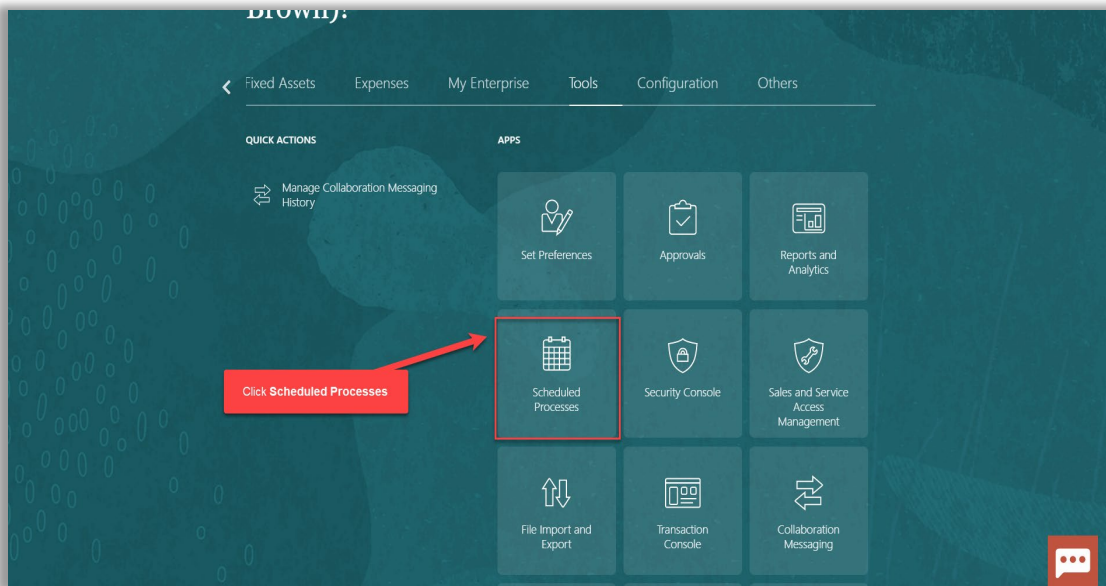 Brown)!
Fixed Assets Expenses My Enterprise Tools Configuration Others
QUICK ACTIONS
APPS
Manage Collaboration Messaging
History
Set Preferences
Approvals
Reports and
Analytics
Click Scheduled Processes
Scheduled
Processes
Security Console
Sales and Service
Access
Management
File Import and
Export
Transaction
Console
Collaboration
Messaging